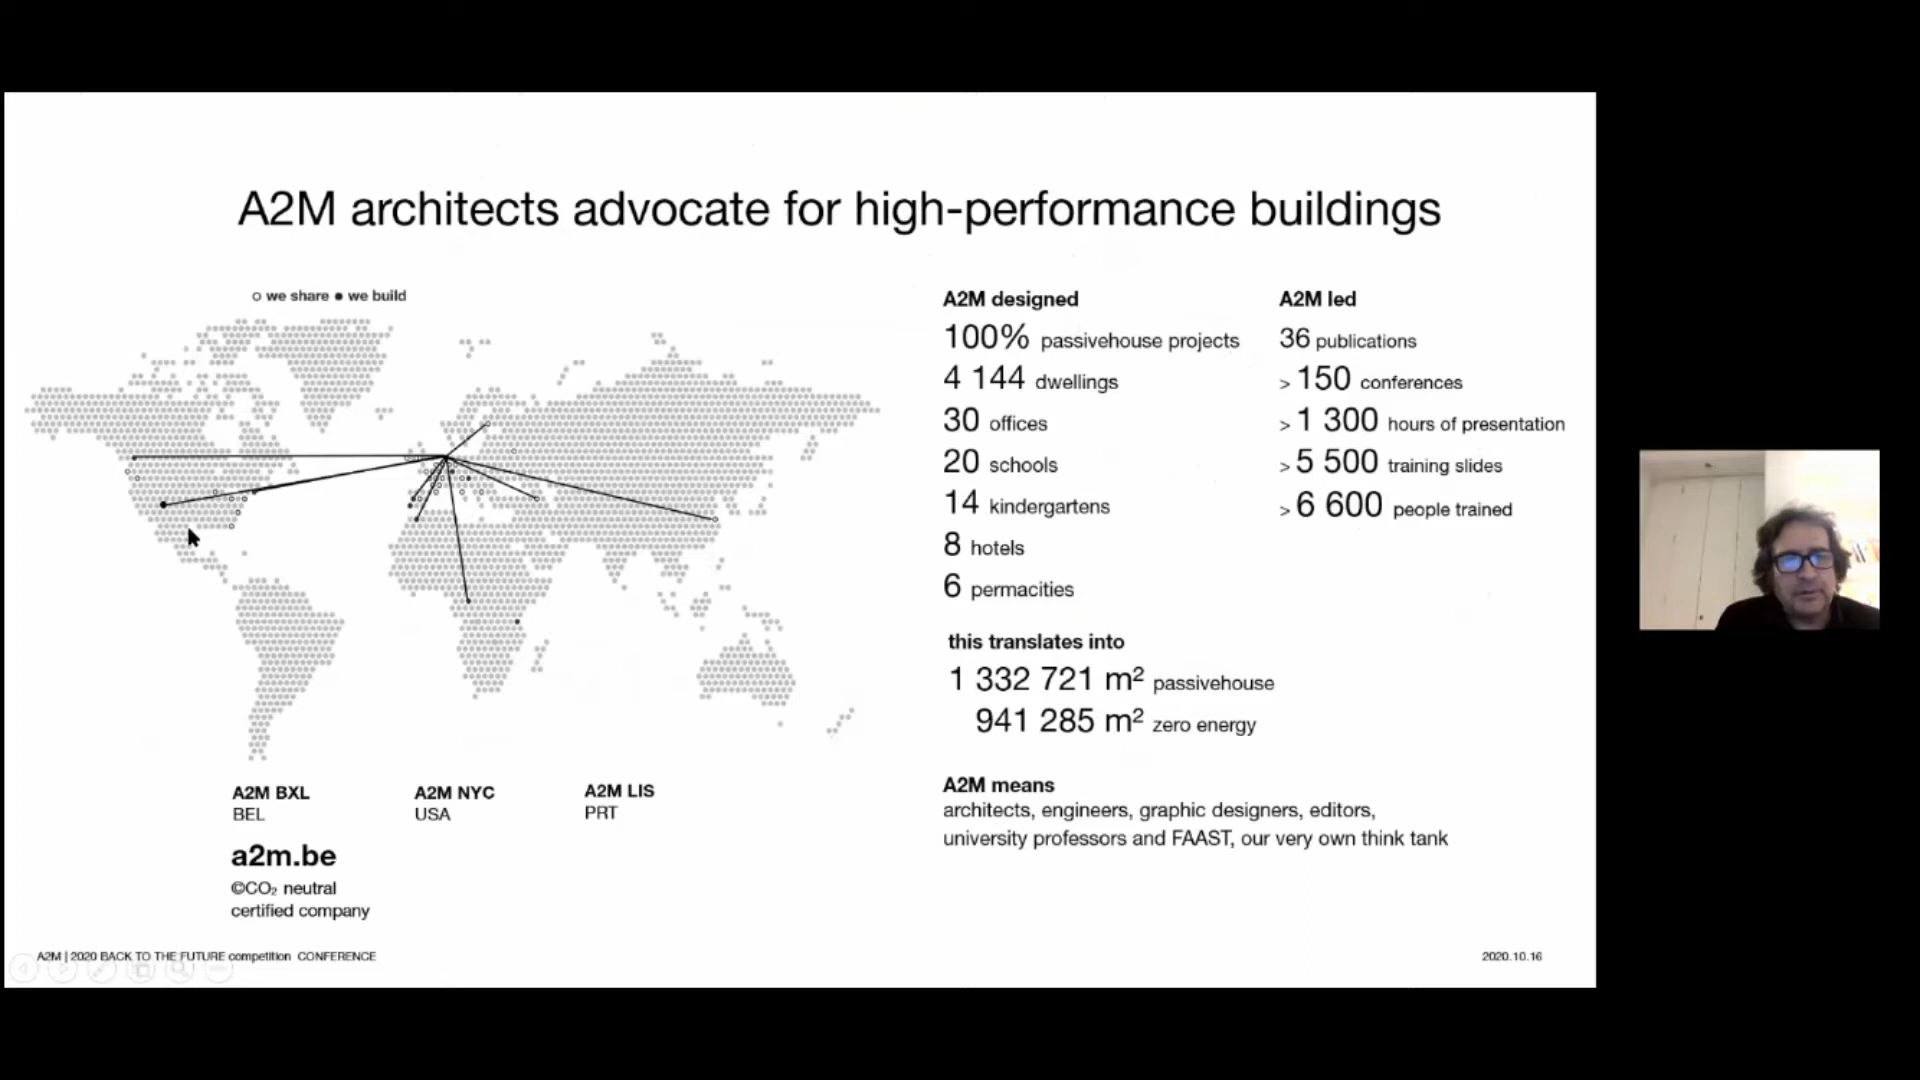 A2M architects advocate for high-performance buildings
we share we build
A2M designed
100% passivehouse projects
4 144 dwellings
30 offices
20 schools
14 kindergartens
8 hotels
6 permacities
A2M led
36 publications
> 150 conferences
> 1 300 hours of presentation
> 5 500 training slides
> 6 600 people trained
this translates into
1 332 721 m² passivehouse
941 285 m² zero energy
A2M BXL
BEL
A2M NYC
USA
A2M LIS
PRT
a2m.be
©CO₂ neutral
certified company
A2M means
architects, engineers, graphic designers, editors,
university professors and FAAST, our very own think tank
A2M | 2020 BACK TO THE FUTURE competition CONFERENCE
2020.10.16